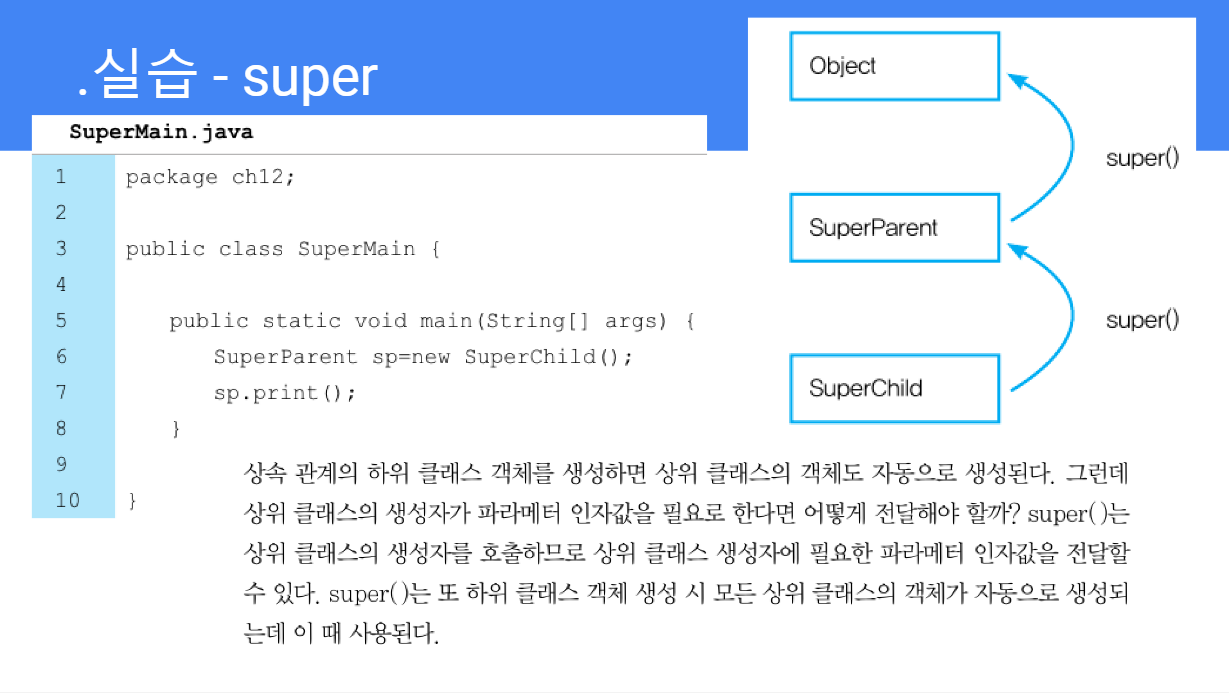 .실습 - super
SuperMain.java
1 package ch12;
2
3 public class SuperMain {
4
5 public static void main(String[] args) {
6 SuperParent sp=new SuperChild();
7 sp.print();
8 }
9
10 }
Object
super()
SuperParent
super()
SuperChild
상속 관계의 하위 클래스 객체를 생성하면 상위 클래스의 객체도 자동으로 생성된다. 그런데
상위 클래스의 생성자가 파라메터 인자값을 필요로 한다면 어떻게 전달해야 할까? super()는
상위 클래스의 생성자를 호출하므로 상위 클래스 생성자에 필요한 파라메터 인자값을 전달할
수 있다. super()는 또 하위 클래스 객체 생성 시 모든 상위 클래스의 객체가 자동으로 생성되
는데 이 때 사용된다.